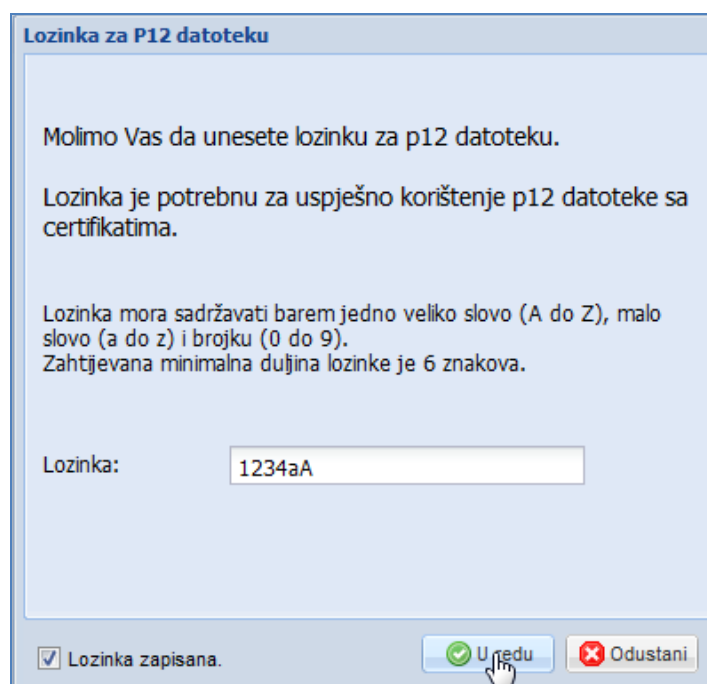 Lozinka za P12 datoteku
Molimo Vas da unesete lozinku za p12 datoteku.
Lozinka je potrebnu za uspješno korištenje p12 datoteke sa
certifikatima.
Lozinka mora sadržavati barem jedno veliko slovo (A do Z), malo
slovo (a do z) i brojku (0 do 9).
Zahtijevana minimalna duljina lozinke je 6 znakova.
Lozinka: 1234aA
Lozinka zapisana. U redu Odustani